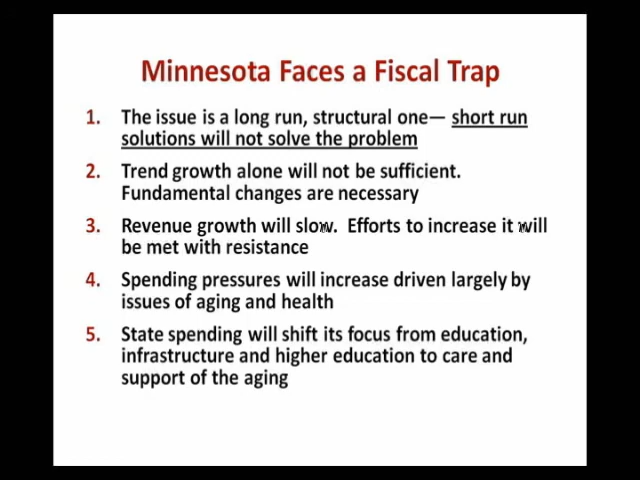 Minnesota Faces a Fiscal Trap
1. The issue is a long run, structural one— short run
solutions will not solve the problem
2. Trend growth alone will not be sufficient.
Fundamental changes are necessary
3. Revenue growth will slow.  Efforts to increase it will
be met with resistance
4. Spending pressures will increase driven largely by
issues of aging and health
5. State spending will shift its focus from education,
infrastructure and higher education to care and
support of the aging